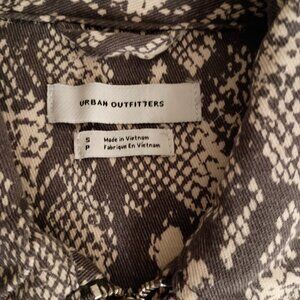 URBAN OUTFITTERS
S Made in Vietnam
P Fabriqué En Vietnam